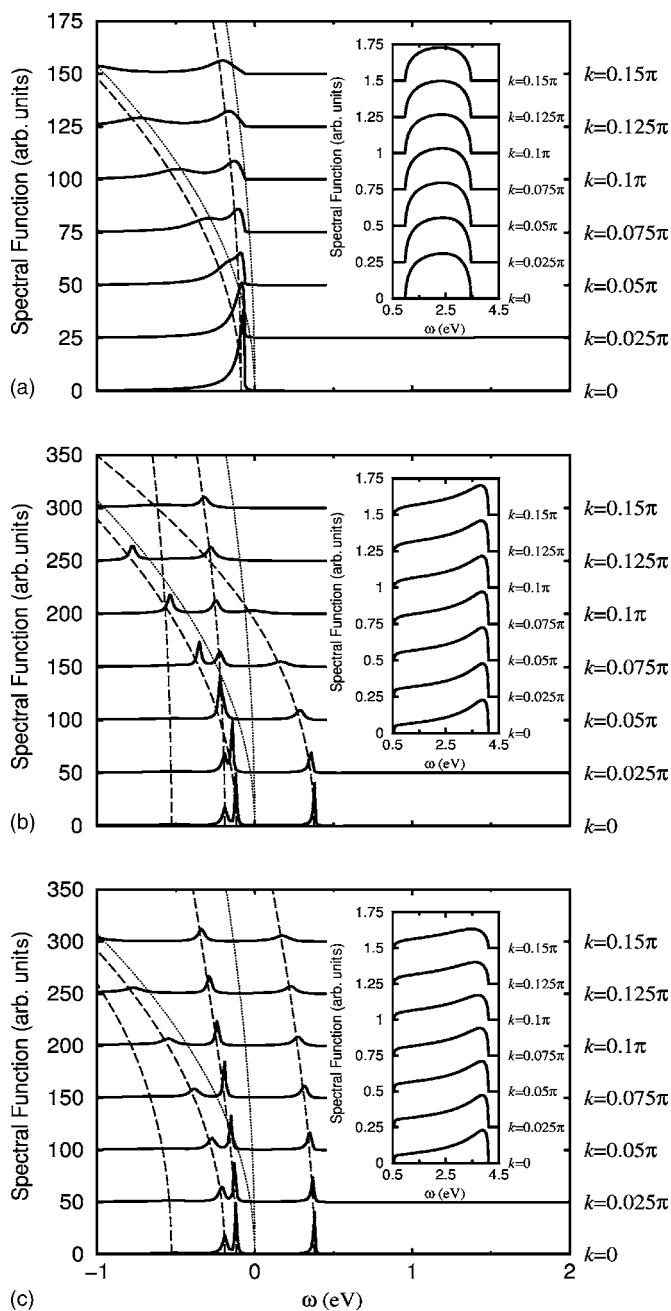 175
150
125
100
75
50
25
0
Spectral Function (arb. units)
(a)
1.75
1.5
1.25
1
0.75
0.5
0.25
0
Spectral Function (arb. units)
k=0.15π
k=0.125π
k=0.1π
k=0.075π
k=0.05π
k=0.025π
k=0
0.5 2.5 4.5
ω (eV)
k=0.15π
k=0.125π
k=0.1π
k=0.075π
k=0.05π
k=0.025π
k=0
350
300
250
200
150
100
50
0
Spectral Function (arb. units)
(b)
1.75
1.5
1.25
1
0.75
0.5
0.25
0
Spectral Function (arb. units)
k=0.15π
k=0.125π
k=0.1π
k=0.075π
k=0.05π
k=0.025π
k=0
0.5 2.5 4.5
ω (eV)
k=0.15π
k=0.125π
k=0.1π
k=0.075π
k=0.05π
k=0.025π
k=0
350
300
250
200
150
100
50
0
Spectral Function (arb. units)
(c)
1.75
1.5
1.25
1
0.75
0.5
0.25
0
Spectral Function (arb. units)
k=0.15π
k=0.125π
k=0.1π
k=0.075π
k=0.05π
k=0.025π
k=0
0.5 2.5 4.5
ω (eV)
k=0.15π
k=0.125π
k=0.1π
k=0.075π
k=0.05π
k=0.025π
k=0
−1 0 1 2
ω (eV)